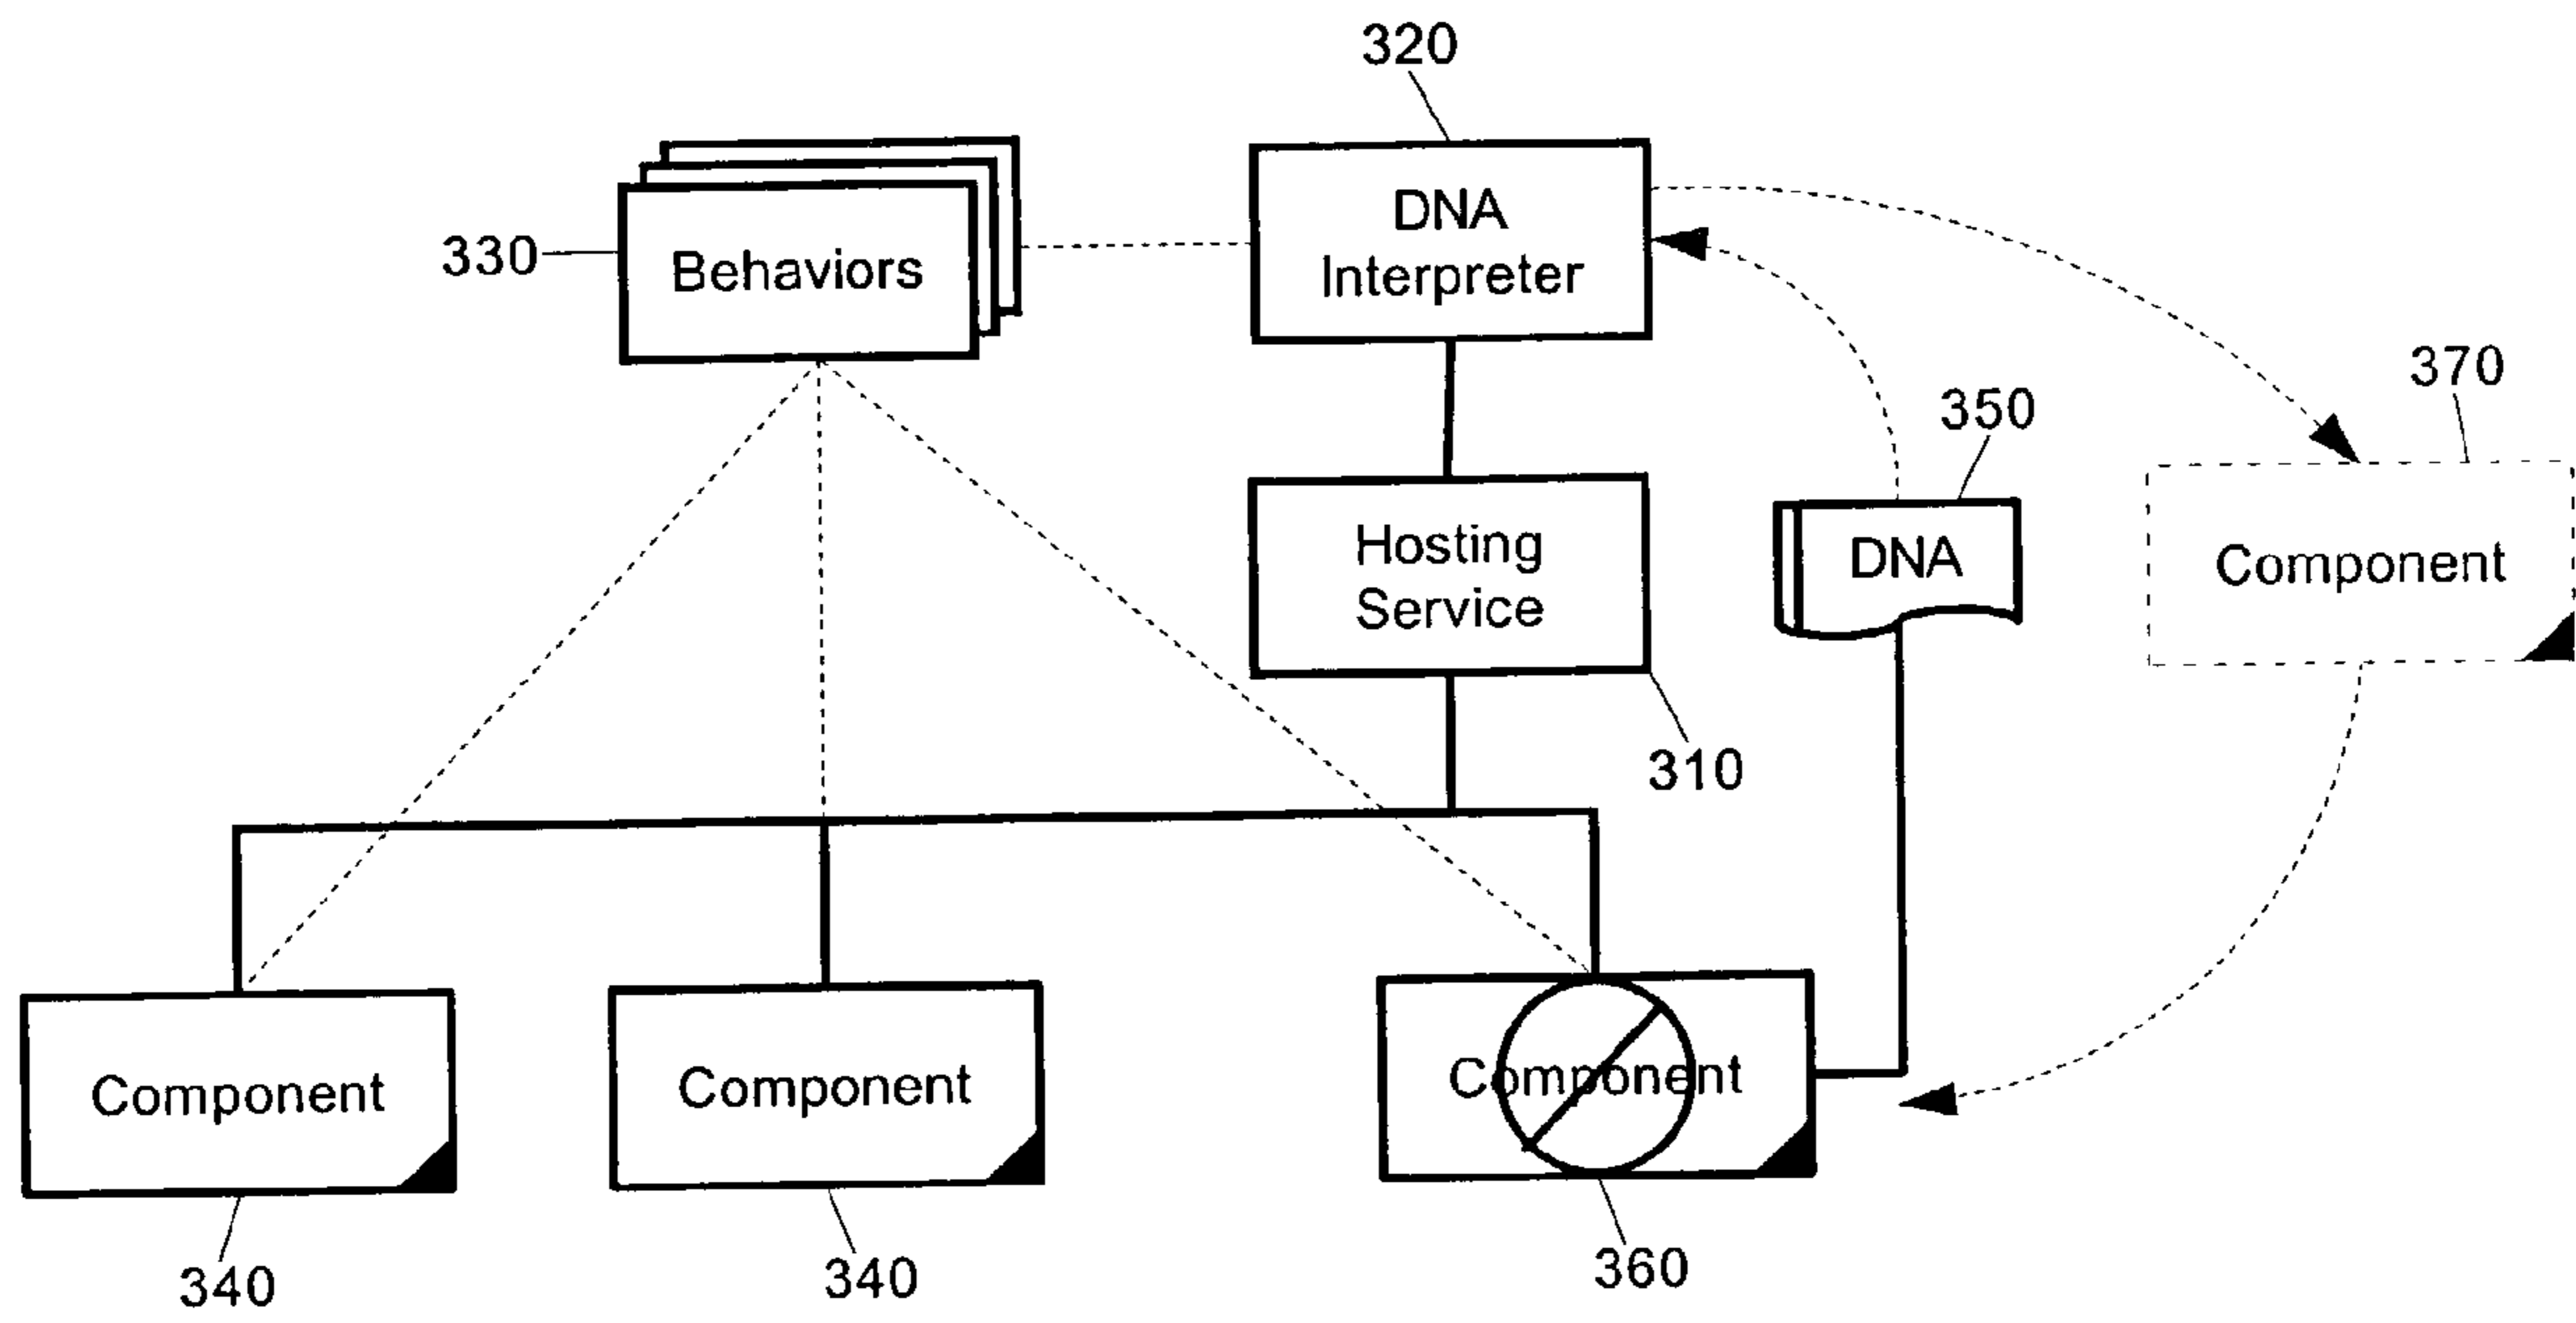 320
330
Behaviors
DNA
Interpreter
370
350
Hosting
Service
DNA
Component
310
Component
Component
Component
340
340
360